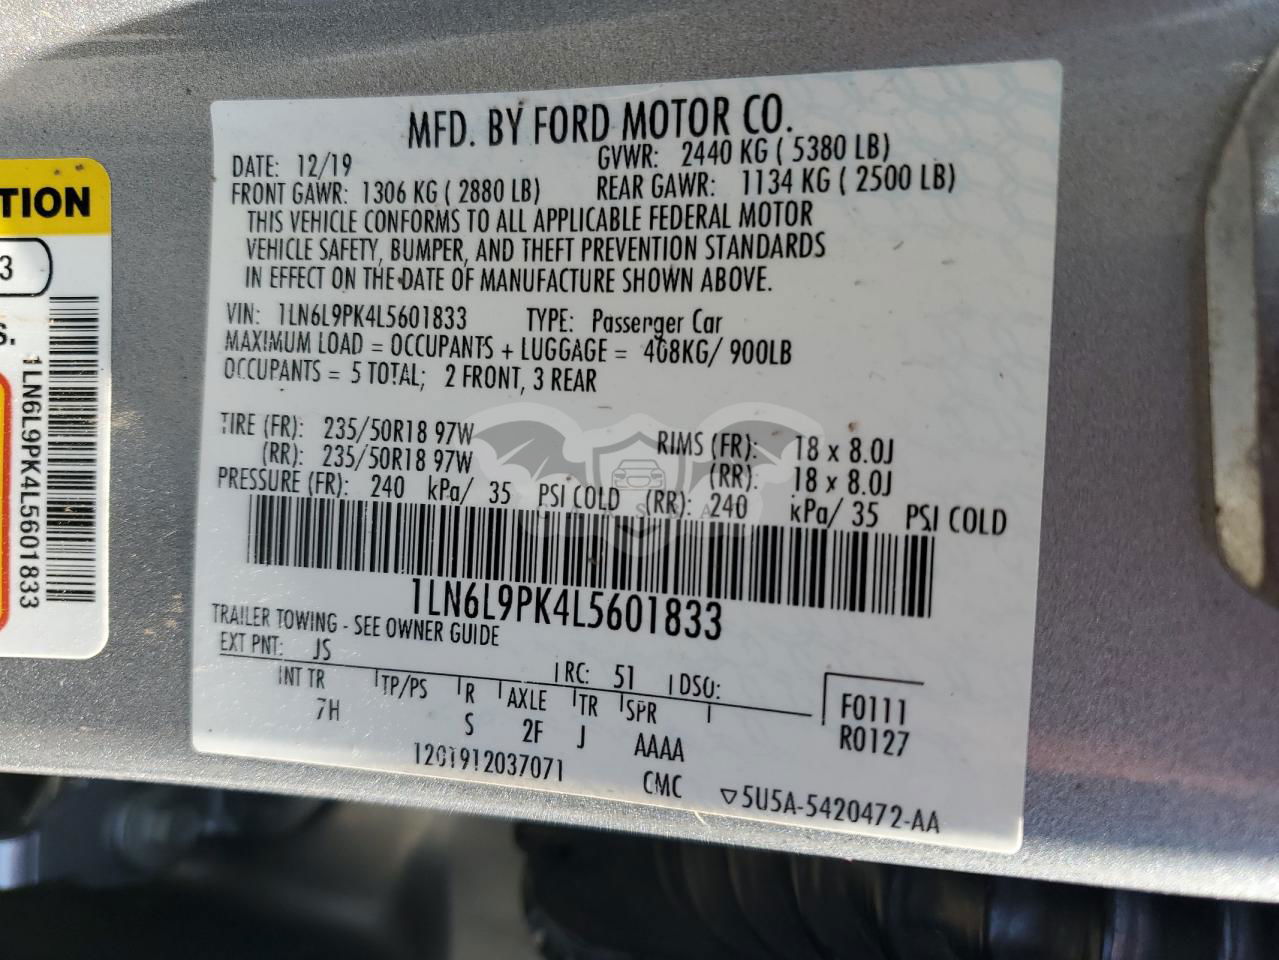 MFD. BY FORD MOTOR CO.
DATE: 12/19 GVWR: 2440 KG ( 5380 LB)
FRONT GAWR: 1306 KG ( 2880 LB) REAR GAWR: 1134 KG ( 2500 LB)
THIS VEHICLE CONFORMS TO ALL APPLICABLE FEDERAL MOTOR
VEHICLE SAFETY, BUMPER, AND THEFT PREVENTION STANDARDS
IN EFFECT ON THE DATE OF MANUFACTURE SHOWN ABOVE.
VIN: 1LN6L9PK4L5601833 TYPE: Passenger Car
MAXIMUM LOAD = OCCUPANTS + LUGGAGE = 408KG/ 900LB
OCCUPANTS = 5 TOTAL; 2 FRONT, 3 REAR
TIRE (FR): 235/50R18 97W RIMS (FR): 18 x 8.0J
(RR): 235/50R18 97W (RR): 18 x 8.0J
PRESSURE (FR): 240 kPa/ 35 PSI COLD (RR): 240 kPa/ 35 PSI COLD
1LN6L9PK4L5601833
TRAILER TOWING - SEE OWNER GUIDE
EXT PNT: JS RC: 51 DSO:
INT TR TP/PS R AXLE TR SPR F0111
7H S 2F J AAAA R0127
1201912037071 CMC 5U5A-5420472-AA
TION
3
S.
1LN6L9PK4L5601833